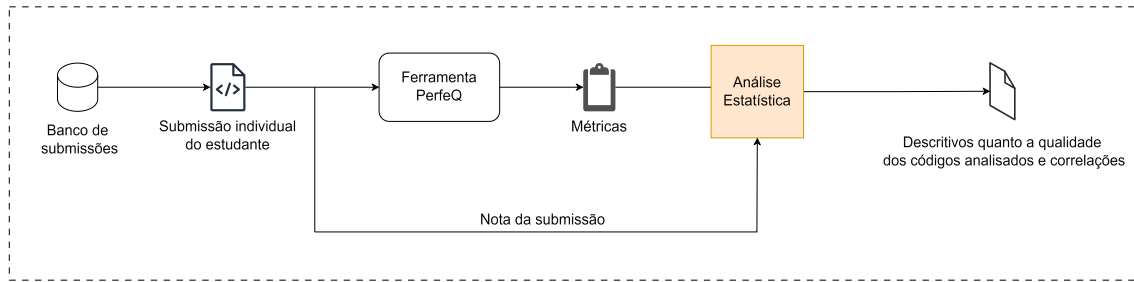 Banco de
submissões
</>
Submissão individual
do estudante
Ferramenta
PerfeQ
Métricas
Análise
Estatística
Descritivos quanto a qualidade
dos códigos analisados e correlações
Nota da submissão